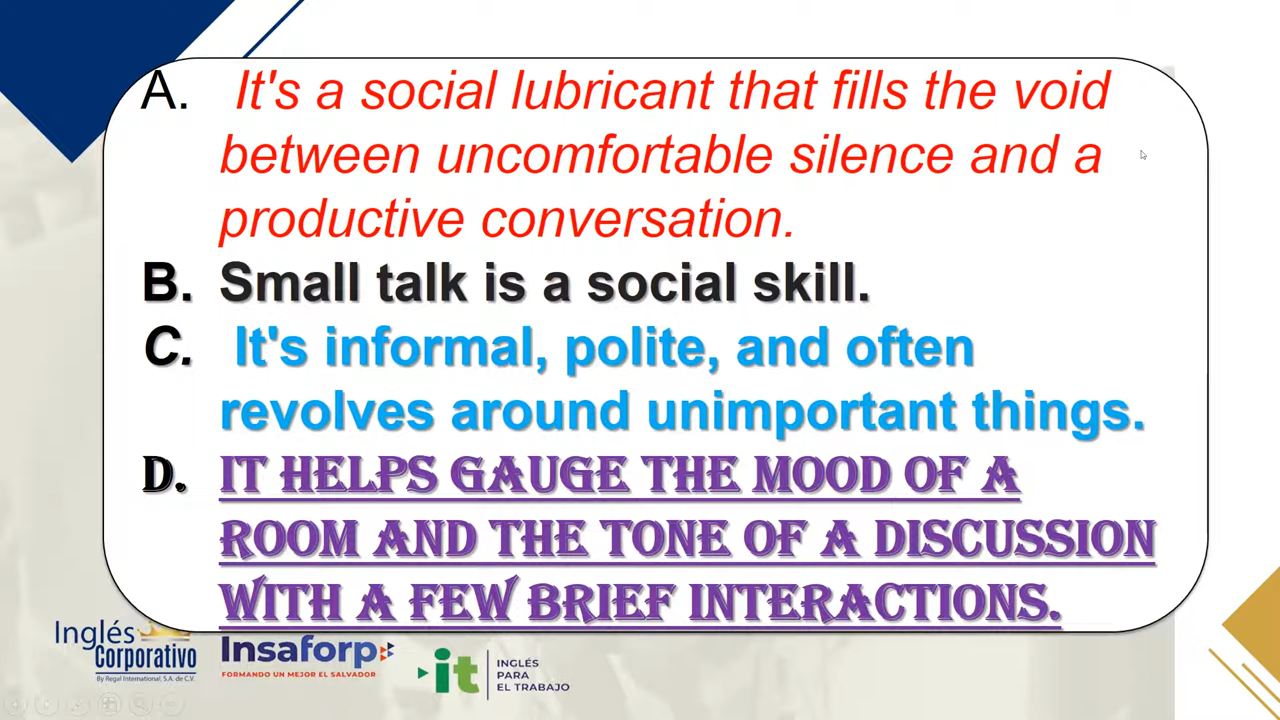 A. It's a social lubricant that fills the void
between uncomfortable silence and a
productive conversation.
B. Small talk is a social skill.
C. It's informal, polite, and often
revolves around unimportant things.
D. IT HELPS GAUGE THE MOOD OF A
ROOM AND THE TONE OF A DISCUSSION
WITH A FEW BRIEF INTERACTIONS.
Inglés
Corporativo
By Regal International, S.A. de C.V.
Insaforp
FORMANDO UN MEJOR EL SALVADOR
it
INGLÉS
PARA
EL TRABAJO